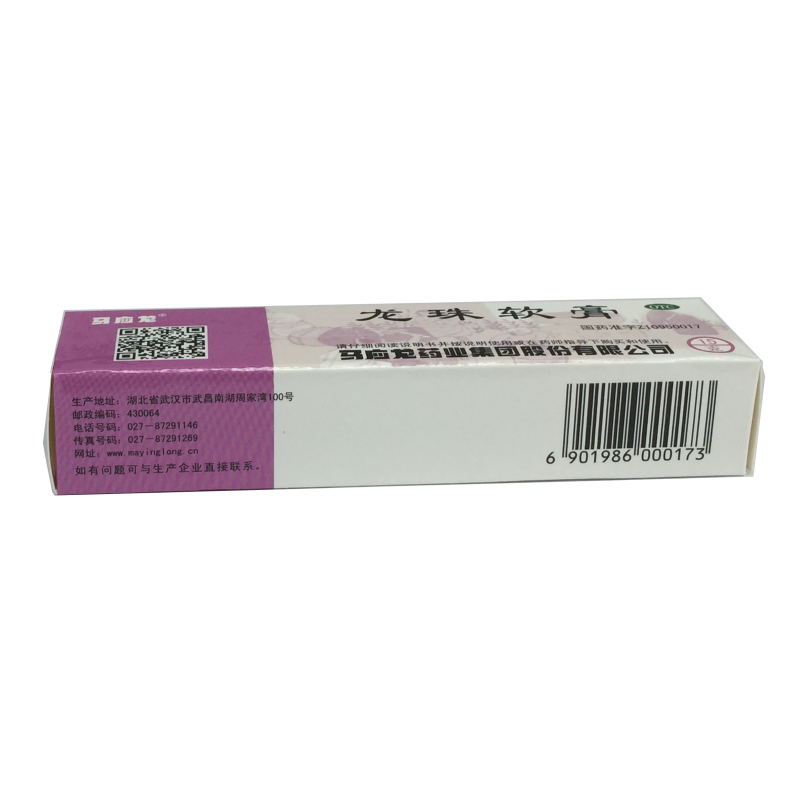 马应龙®
龙珠软膏
OTC
国药准字Z10950017
请仔细阅读说明书并按说明使用或在药师指导下购买和使用。
15克
马应龙药业集团股份有限公司
生产地址：湖北省武汉市武昌南湖周家湾100号
邮政编码：430064
电话号码：027-87291146
传真号码：027-87291269
网址：www.mayinglong.cn
如有问题可与生产企业直接联系。
6 901986 000173